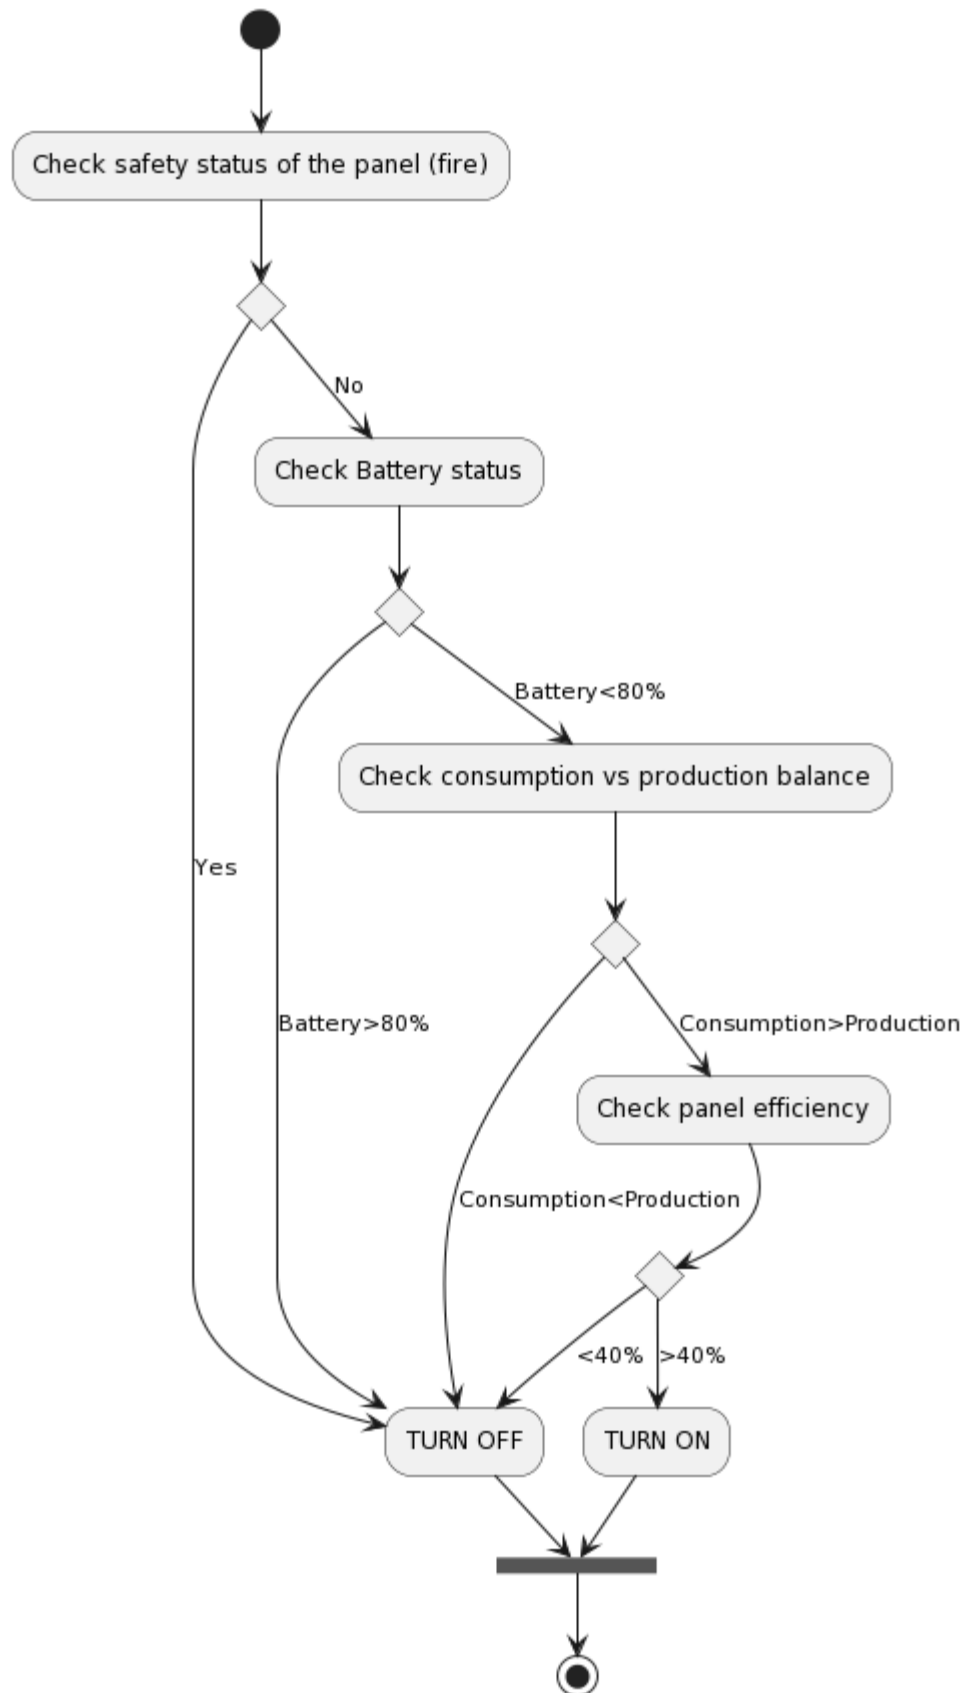 Check safety status of the panel (fire)
No
Check Battery status
Battery<80%
Check consumption vs production balance
Yes
Battery>80%
Consumption>Production
Check panel efficiency
Consumption<Production
<40%
>40%
TURN OFF
TURN ON